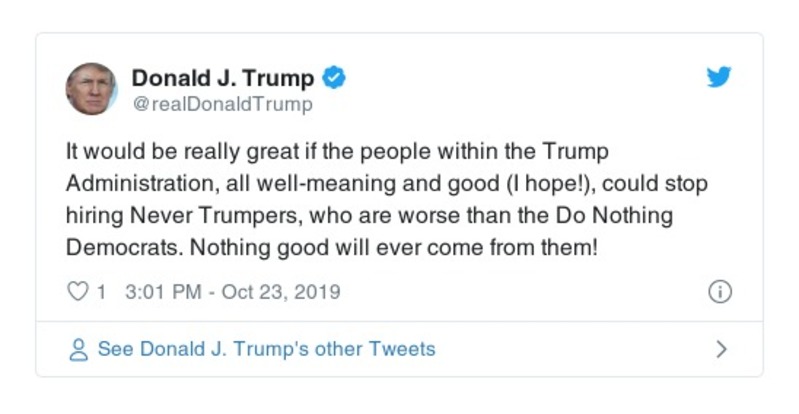 Donald J. Trump
@realDonaldTrump
It would be really great if the people within the Trump
Administration, all well-meaning and good (I hope!), could stop
hiring Never Trumpers, who are worse than the Do Nothing
Democrats. Nothing good will ever come from them!
1 3:01 PM - Oct 23, 2019
See Donald J. Trump's other Tweets